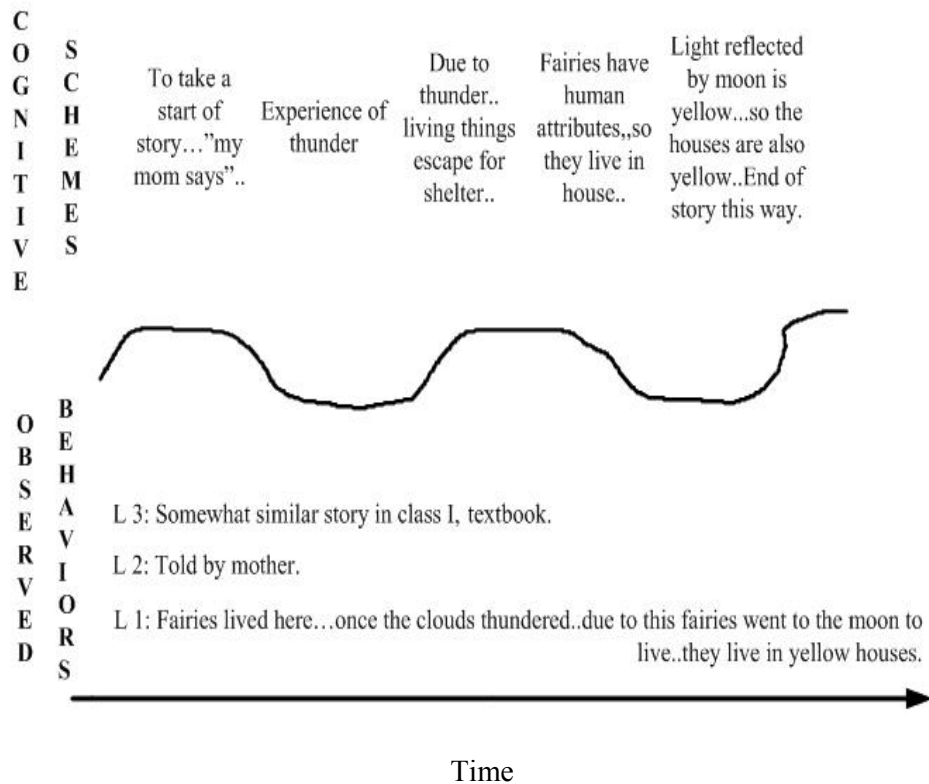 COGNITIVE
SCHEMES
To take a
start of
story…”my
mom says”..
Experience of
thunder
Due to
thunder..
living things
escape for
shelter..
Fairies have
human
attributes,,so
they live in
house..
Light reflected
by moon is
yellow...so the
houses are also
yellow..End of
story this way.
OBSERVED
BEHAVIORS
L 3: Somewhat similar story in class I, textbook.
L 2: Told by mother.
L 1: Fairies lived here…once the clouds thundered..due to this fairies went to the moon to
live..they live in yellow houses.
Time